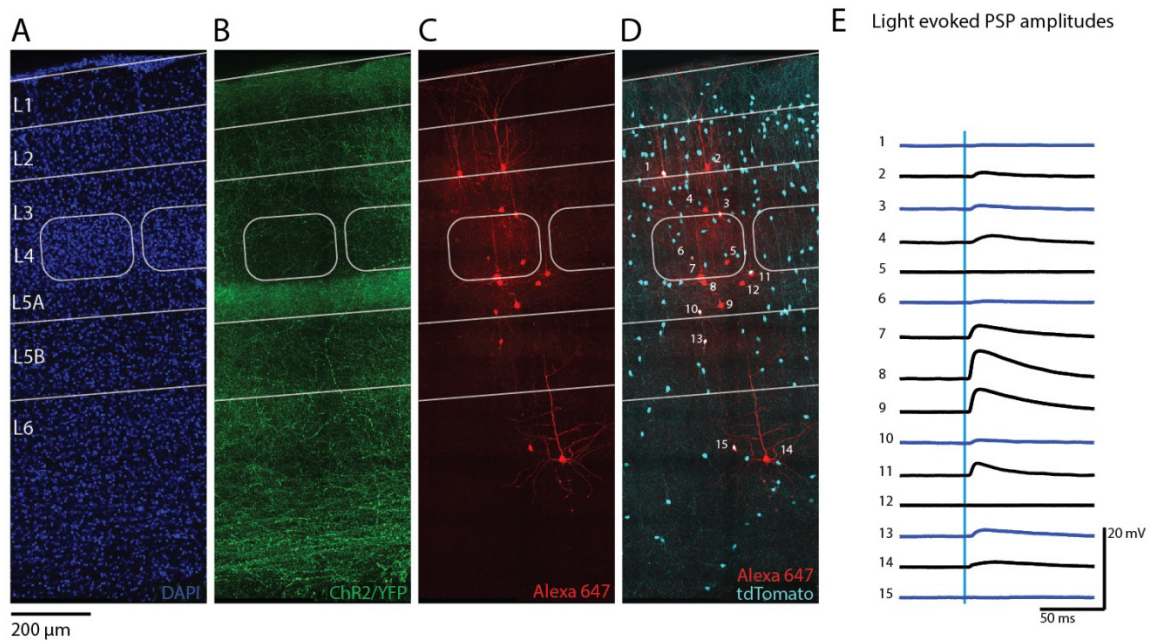 A
B
C
D
E
Light evoked PSP amplitudes
L1
L2
L3
L4
L5A
L5B
L6
DAPI
ChR2/YFP
Alexa 647
Alexa 647
tdTomato
200 µm
1
2
3
4
5
6
7
8
9
10
11
12
13
14
15
1
2
3
4
5
6
7
8
9
10
11
12
13
14
15
20 mV
50 ms